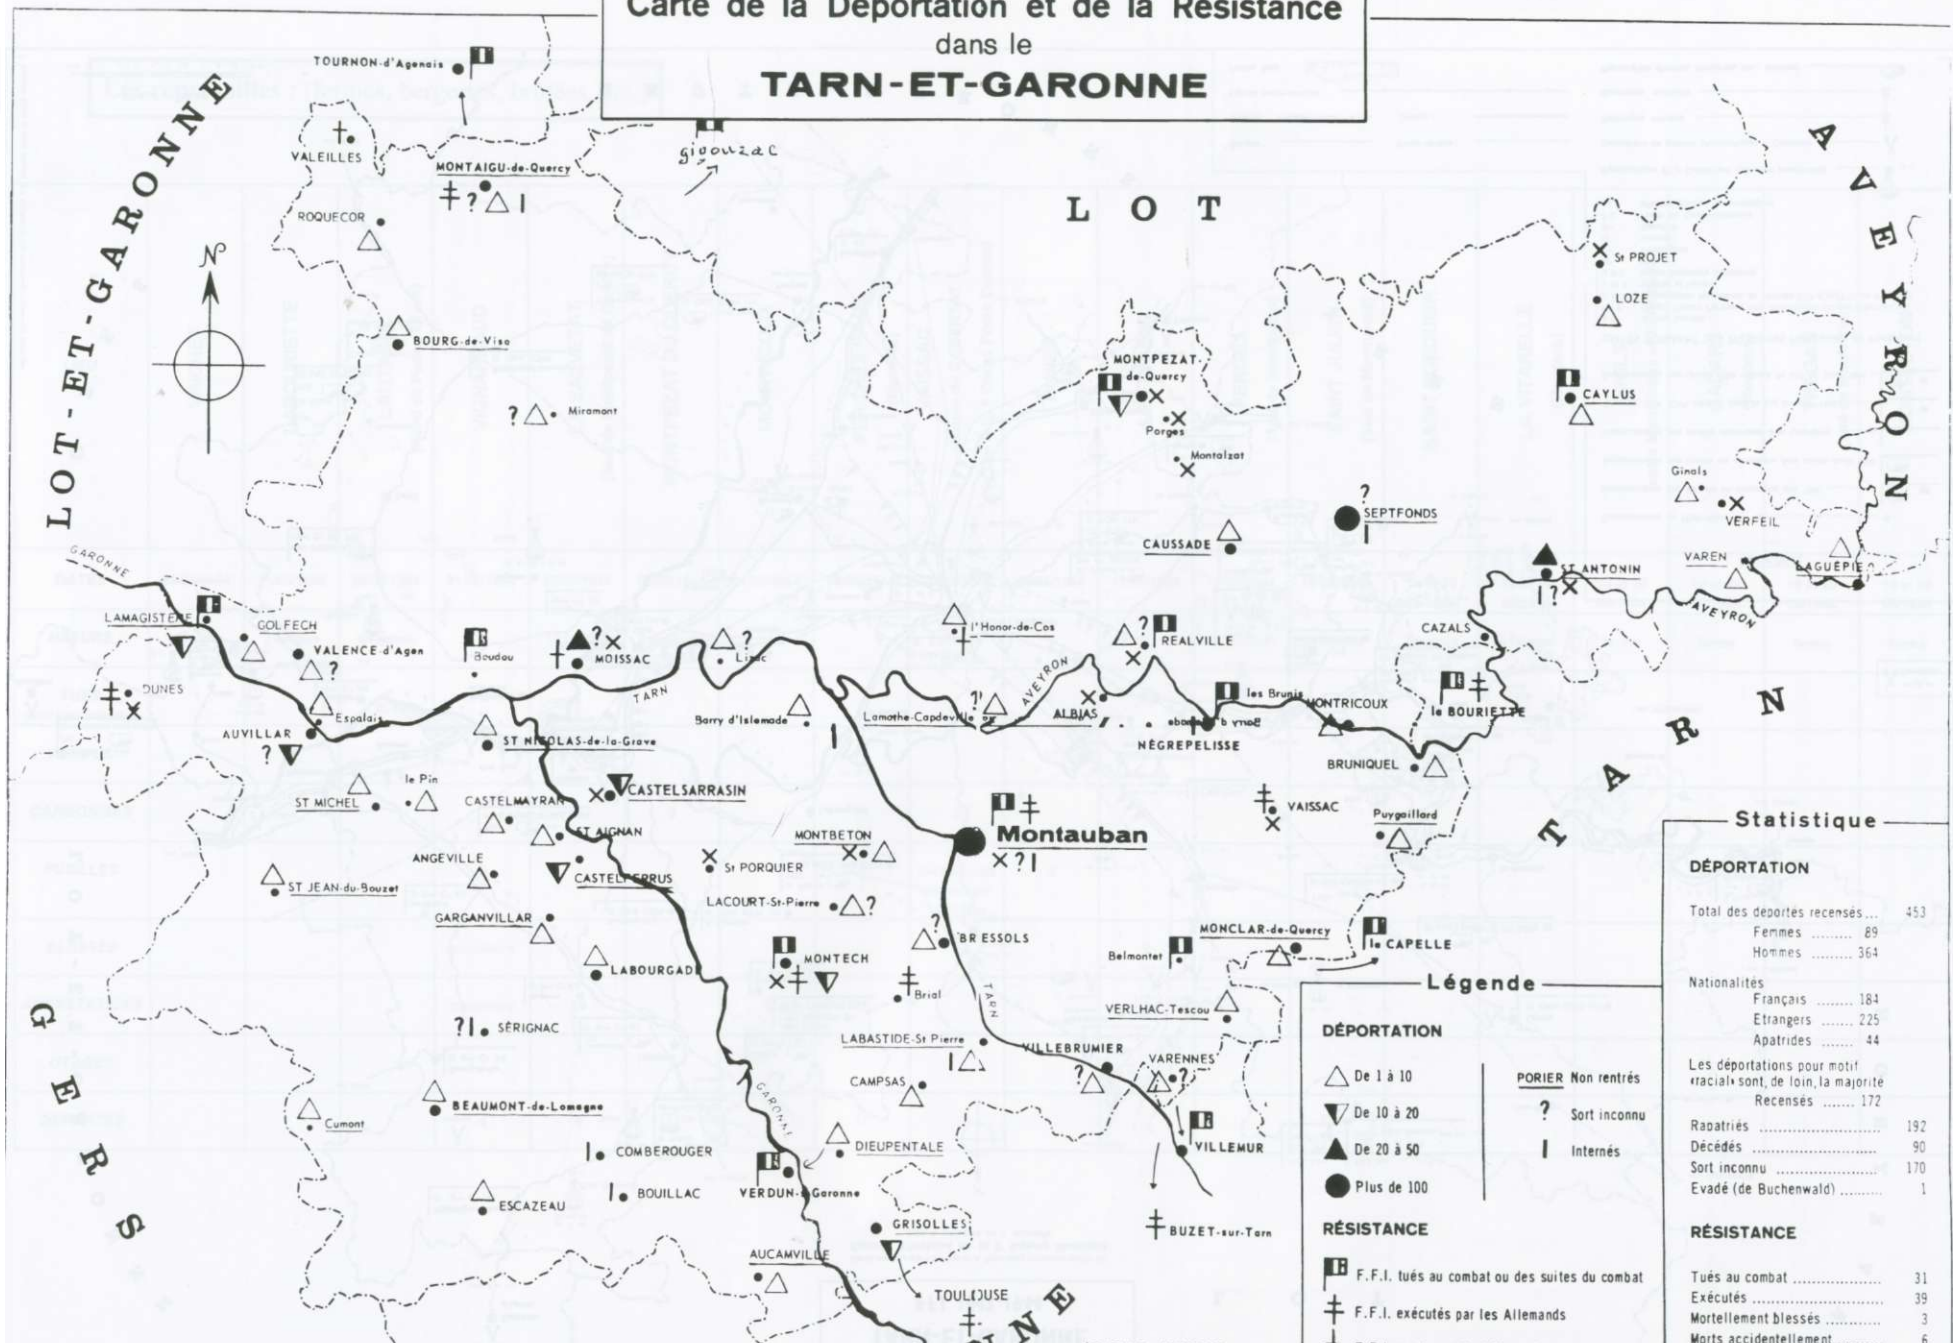 Carte de la Déportation et de la Résistance
dans le
TARN-ET-GARONNE
LOT-ET-GARONNE
LOT
AVEYRON
TARN
GERS
N
TOURNON-d'Agenais
VALEILLES
MONTAIGU-de-Quercy
? I
ROQUECOR
BOURG-de-Visa
?
Miramont
St PROJET
LOZE
MONTPEZAT
de-Quercy
CAYLUS
Porges
Montalzat
Ginals
VERFEIL
?
SEPTFONDS
I
CAUSSADE
VAREN
LAGUÉPIE
ST ANTONIN
I ?
AVEYRON
GARONNE
LAMAGISTERE
GOLFECH
VALENCE-d'Agen
?
Boudou
?
MOISSAC
?
Lizac
l'Honor-de-Cos
?
REALVILLE
CAZALS
DUNES
Espalais
AUVILLAR
?
TARN
Barry d'Islemade
I
Lamothe-Capdeville
?
AVEYRON
ALBIAS
les Brunis
NÉGREPELISSE
MONTRICOUX
la BOURIETTE
BRUNIQUEL
ST NICOLAS-de-la-Grave
ST MICHEL
le Pin
CASTELMAYRAN
CASTELSARRASIN
ST AIGNAN
MONTBETON
Montauban
? I
VAISSAC
Puygaillard
ANGEVILLE
CASTELFERRUS
St PORQUIER
ST JEAN-du-Bouzet
LACOURT-St-Pierre
?
GARGANVILLAR
?
BRESSOLS
MONCLAR-de-Quercy
la CAPELLE
Belmontet
LABOURGADE
MONTECH
Brial
TARN
VERLHAC-Tescou
? I
SÉRIGNAC
LABASTIDE-St Pierre
I
VILLEBRUMIER
?
VARENNES
?
CAMPSAS
GARONNE
BEAUMONT-de-Lomagne
Cumont
DIEUPENTALE
VILLEMUR
I
COMBEROUGER
I
BOUILLAC
VERDUN-s-Garonne
ESCAZEAU
GRISOLLES
BUZET-sur-Tarn
AUCAMVILLE
TOULOUSE
NE
Légende
DÉPORTATION
De 1 à 10
De 10 à 20
De 20 à 50
Plus de 100
PORIER Non rentrés
? Sort inconnu
I Internés
RÉSISTANCE
F.F.I. tués au combat ou des suites du combat
F.F.I. exécutés par les Allemands
Statistique
DÉPORTATION
Total des déportés recensés... 453
Femmes ........ 89
Hommes ........ 364
Nationalités
Français ...... 184
Etrangers ...... 225
Apatrides ...... 44
Les déportations pour motif
«racial» sont, de loin, la majorité
Recensés ...... 172
Rapatriés ........ 192
Décédés ........ 90
Sort inconnu ........ 170
Evadé (de Buchenwald) ........ 1
RÉSISTANCE
Tués au combat ........ 31
Exécutés ........ 39
Mortellement blessés ........ 3
Morts accidentellement ........ 6